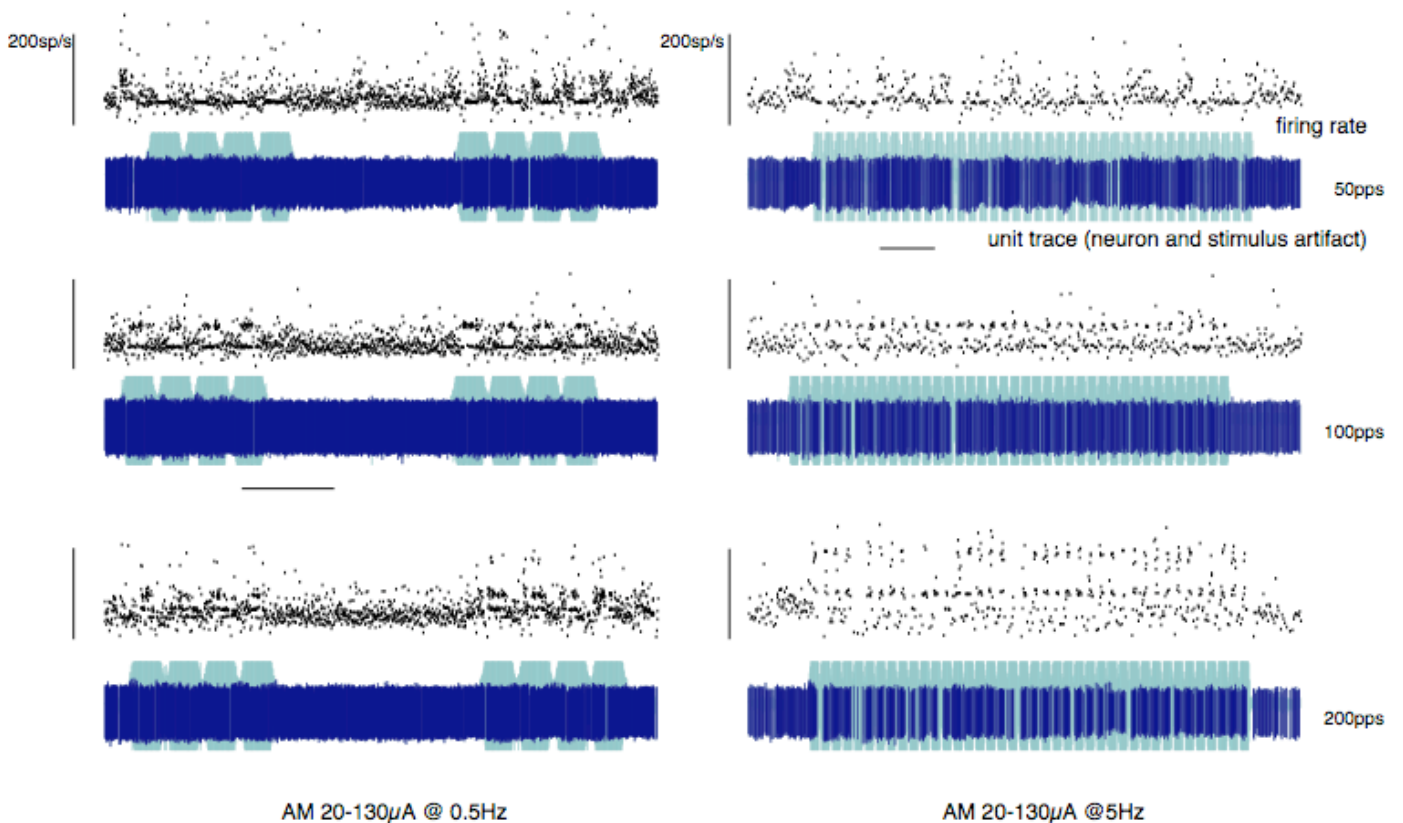 200sp/s
200sp/s
firing rate
50pps
unit trace (neuron and stimulus artifact)
100pps
200pps
AM 20-130µA @ 0.5Hz
AM 20-130µA @5Hz